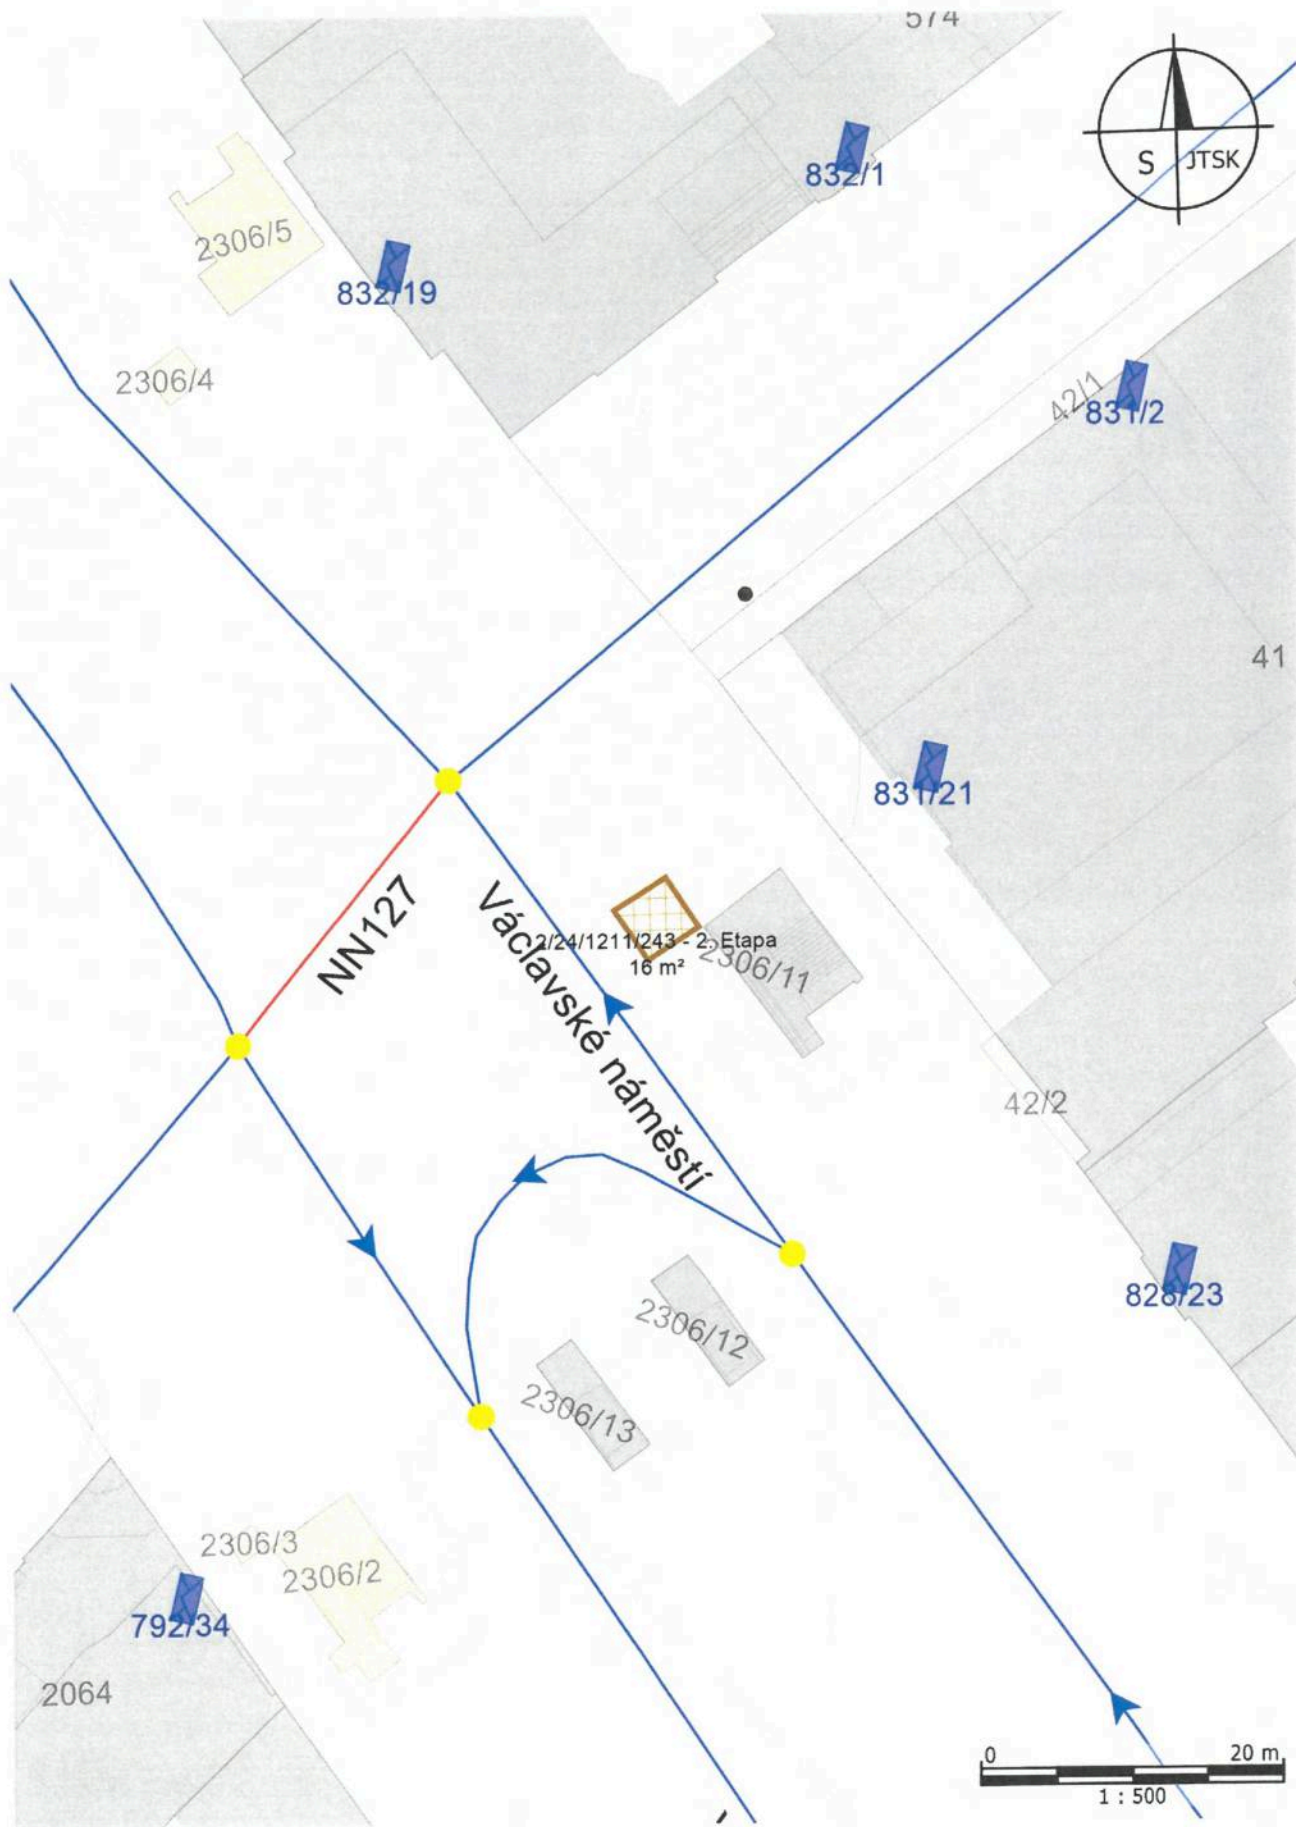 574
832/1
S JTSK
2306/5
832/19
2306/4
42/1
831/2
41
831/21
NN127
Václavské náměstí
2/24/1211/243 - 2. Etapa
16 m²
2306/11
42/2
828/23
2306/12
2306/13
2306/3
2306/2
792/34
2064
0 20 m
1 : 500